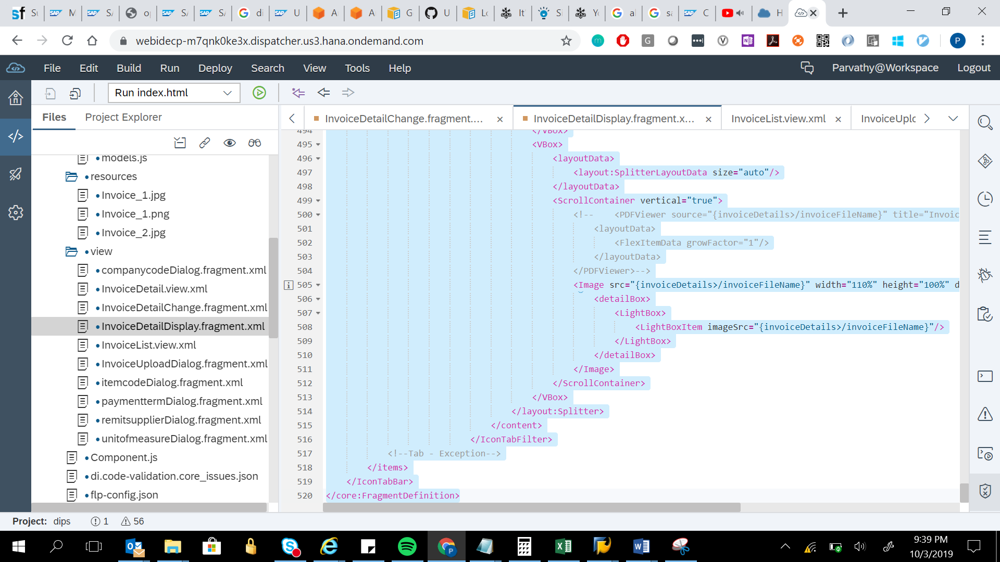 webidecp-m7qnk0ke3x.dispatcher.us3.hana.ondemand.com
File Edit Build Run Deploy Search View Tools Help Parvathy@Workspace Logout
Run index.html
Files Project Explorer
InvoiceDetailChange.fragment.... InvoiceDetailDisplay.fragment.x... InvoiceList.view.xml InvoiceUplo
models.js
resources
Invoice_1.jpg
Invoice_1.png
Invoice_2.jpg
view
companycodeDialog.fragment.xml
InvoiceDetail.view.xml
InvoiceDetailChange.fragment.xml
InvoiceDetailDisplay.fragment.xml
InvoiceList.view.xml
InvoiceUploadDialog.fragment.xml
itemcodeDialog.fragment.xml
paymenttermDialog.fragment.xml
remitsupplierDialog.fragment.xml
unitofmeasureDialog.fragment.xml
Component.js
di.code-validation.core_issues.json
flp-config.json
494 </VBox>
495 <VBox>
496 <layoutData>
497 <layout:SplitterLayoutData size="auto"/>
498 </layoutData>
499 <ScrollContainer vertical="true">
500 <!-- <PDFViewer source="{invoiceDetails>/invoiceFileName}" title="Invoic
501 <layoutData>
502 <FlexItemData growFactor="1"/>
503 </layoutData>
504 </PDFViewer>-->
505 <Image src="{invoiceDetails>/invoiceFileName}" width="110%" height="100%" d
506 <detailBox>
507 <LightBox>
508 <LightBoxItem imageSrc="{invoiceDetails>/invoiceFileName}"/>
509 </LightBox>
510 </detailBox>
511 </Image>
512 </ScrollContainer>
513 </VBox>
514 </layout:Splitter>
515 </content>
516 </IconTabFilter>
517 <!--Tab - Exception-->
518 </items>
519 </IconTabBar>
520 </core:FragmentDefinition>
Project: dips 1 56
9:39 PM
10/3/2019